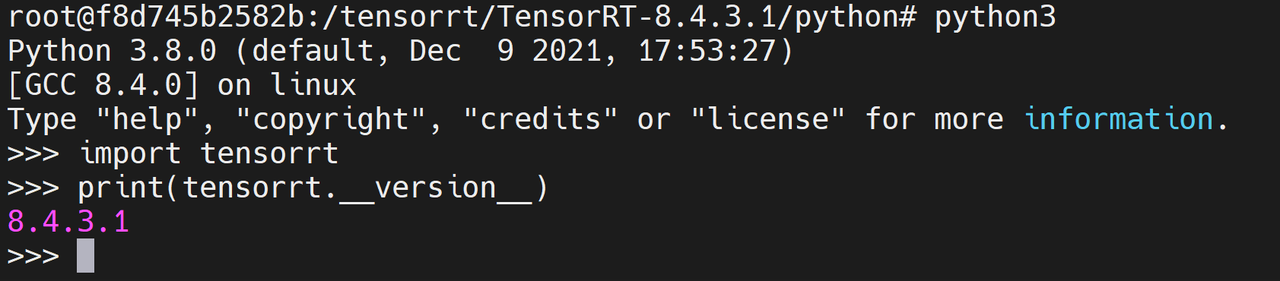 root@f8d745b2582b:/tensorrt/TensorRT-8.4.3.1/python# python3
Python 3.8.0 (default, Dec  9 2021, 17:53:27)
[GCC 8.4.0] on linux
Type "help", "copyright", "credits" or "license" for more information.
>>> import tensorrt
>>> print(tensorrt.__version__)
8.4.3.1
>>>